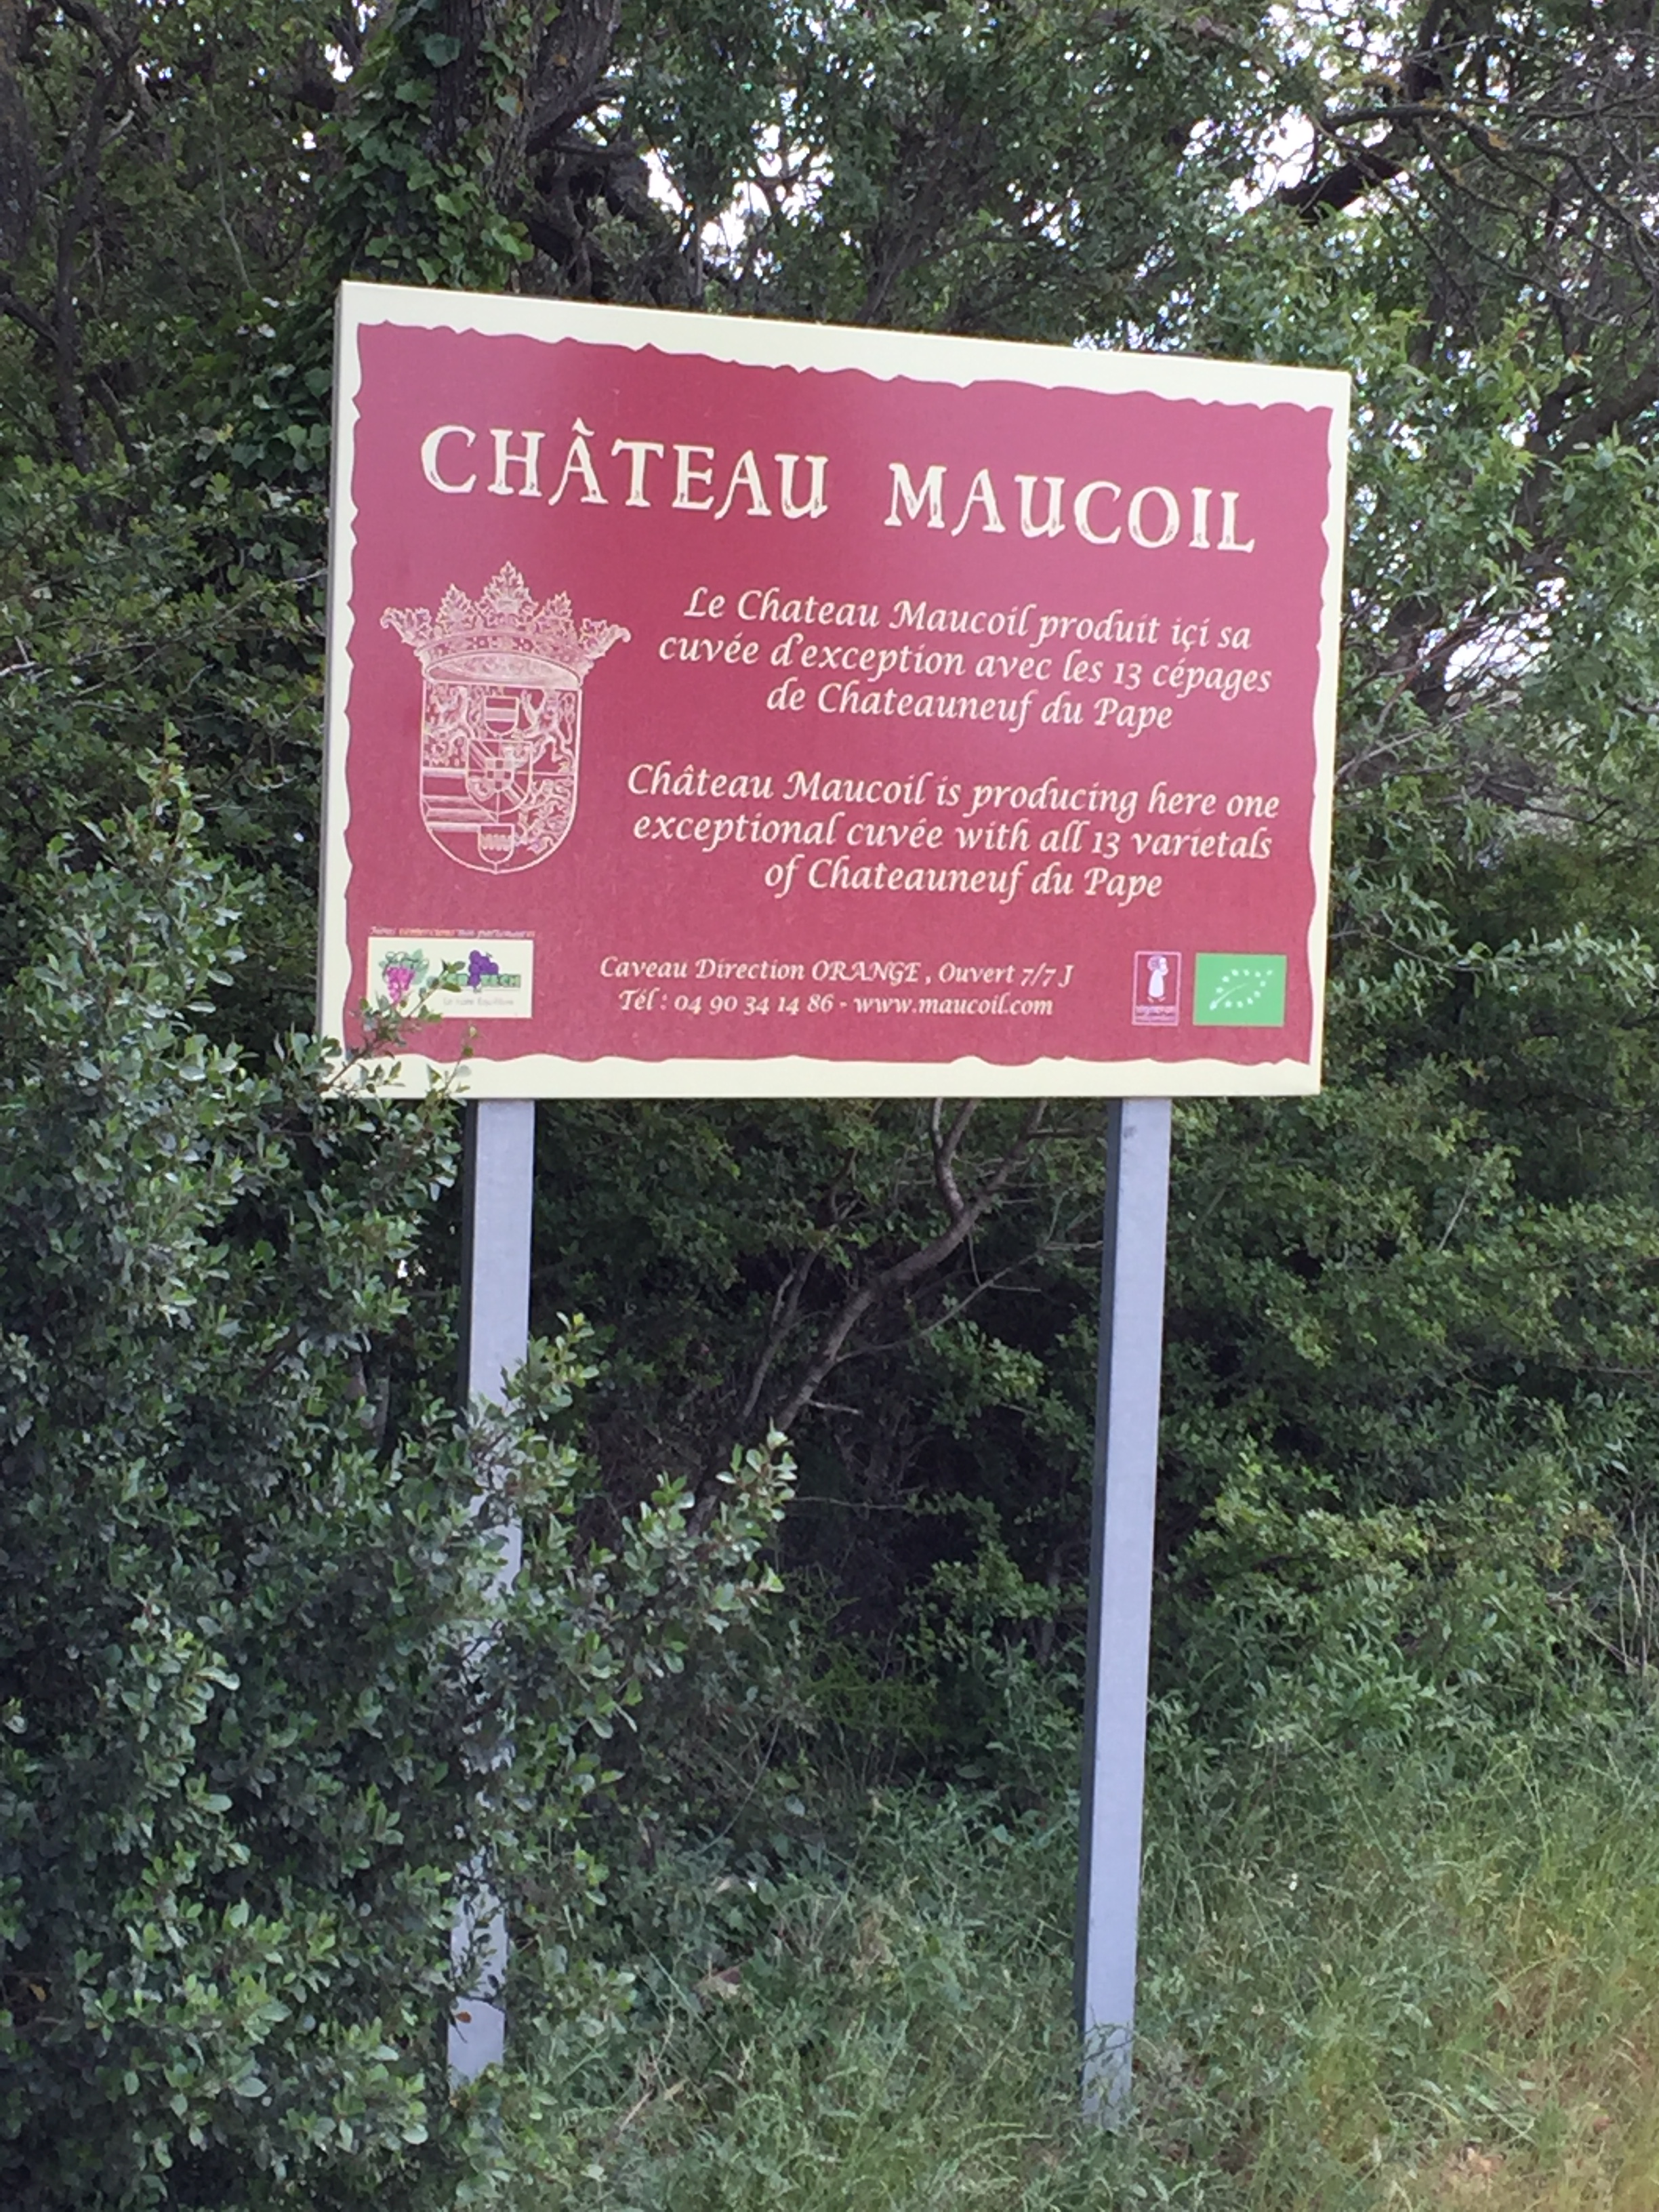 CHÂTEAU MAUCOIL
Le Chateau Maucoil produit içi sa
cuvée d'exception avec les 13 cépages
de Chateauneuf du Pape
Château Maucoil is producing here one
exceptional cuvée with all 13 varietals
of Chateauneuf du Pape
Caveau Direction ORANGE , Ouvert 7/7 J
Tél : 04 90 34 14 86 - www.maucoil.com